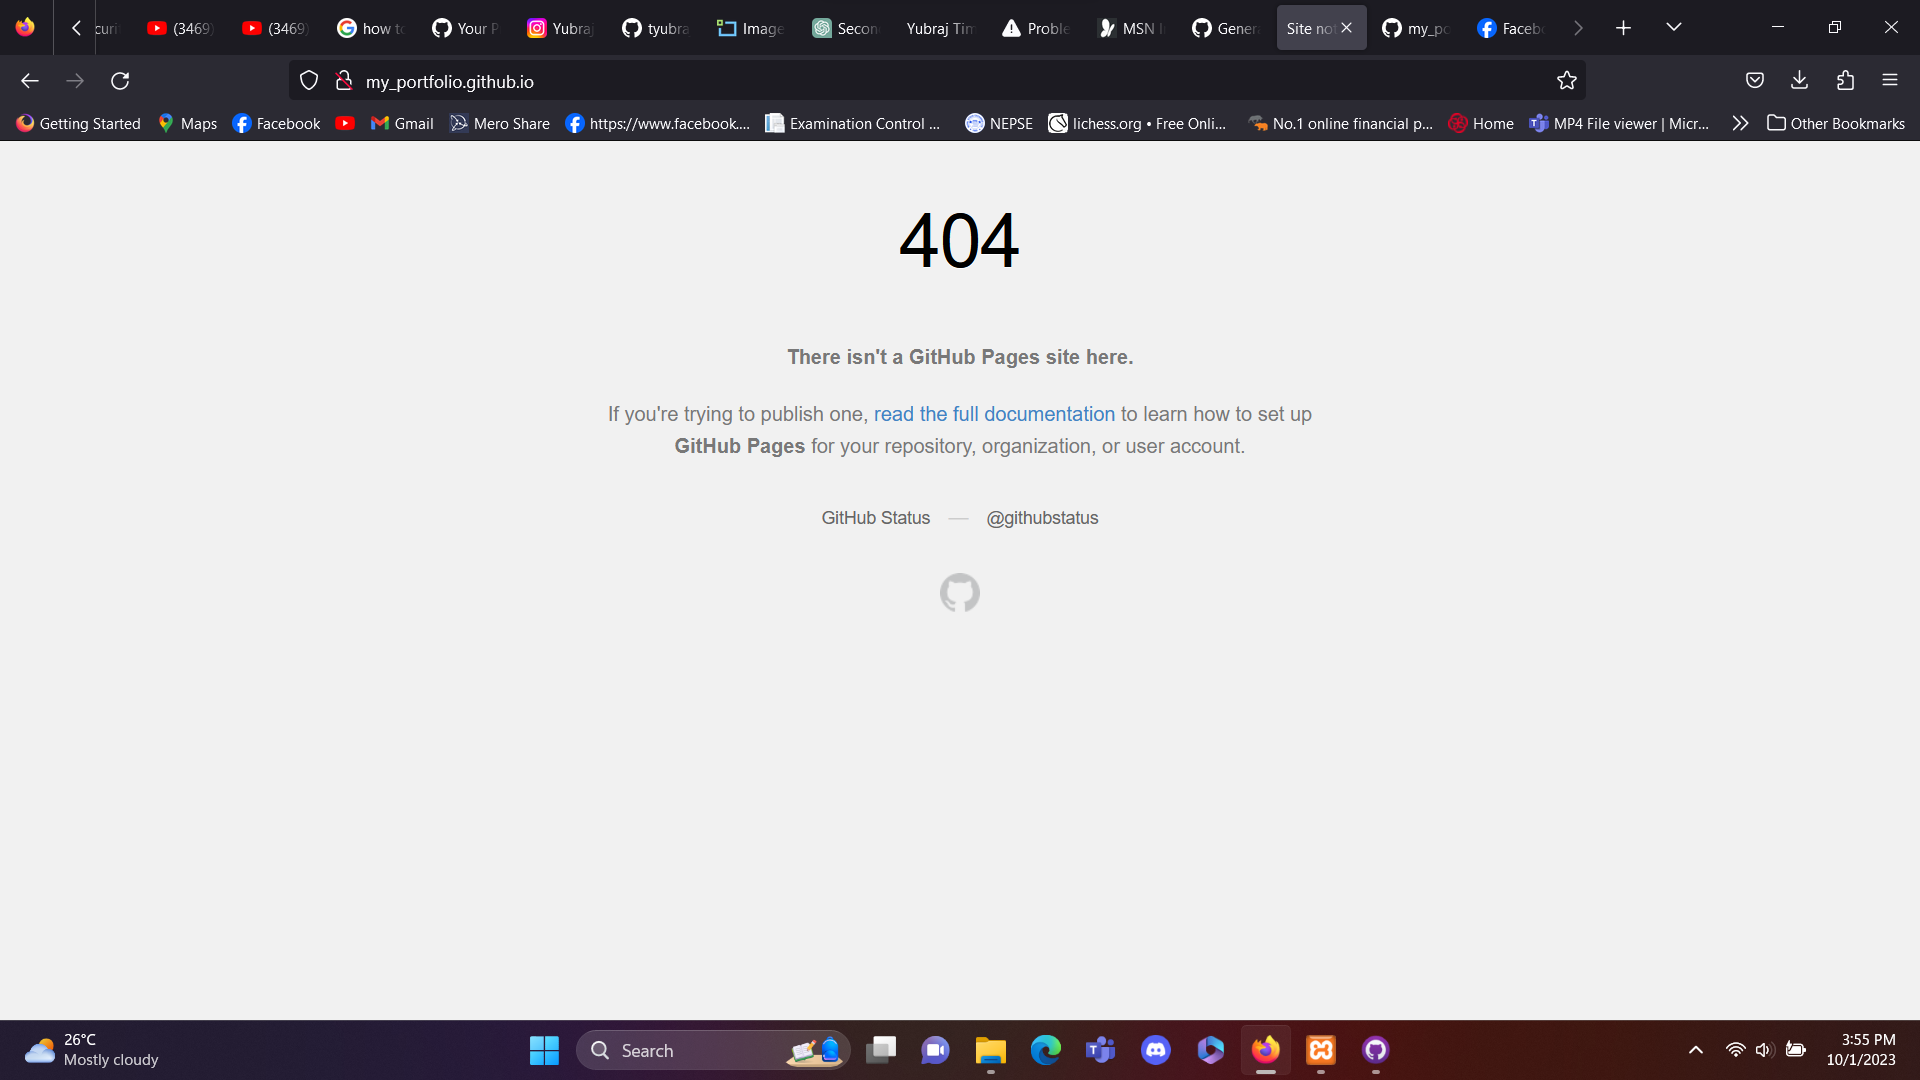 (3469)
(3469)
how to
Your P
Yubraj
tyubra
Image
Secon
Yubraj Tim
Proble
MSN
Gener
Site not
my_po
Facebo
my_portfolio.github.io
Getting Started
Maps
Facebook
Gmail
Mero Share
https://www.facebook....
Examination Control ...
NEPSE
lichess.org • Free Onli...
No.1 online financial p...
Home
MP4 File viewer | Micr...
Other Bookmarks
404
There isn't a GitHub Pages site here.
If you're trying to publish one, read the full documentation to learn how to set up
GitHub Pages for your repository, organization, or user account.
GitHub Status — @githubstatus
26°C
Mostly cloudy
Search
3:55 PM
10/1/2023